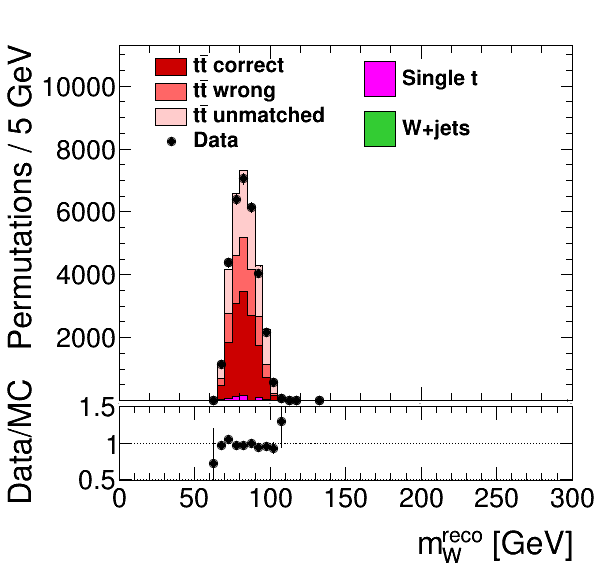 Permutations / 5 GeV
10000
8000
6000
4000
2000
tt̄ correct
tt̄ wrong
tt̄ unmatched
Data
Single t
W+jets
Data/MC
1.5
1
0.5
0 50 100 150 200 250 300
m_W^reco [GeV]